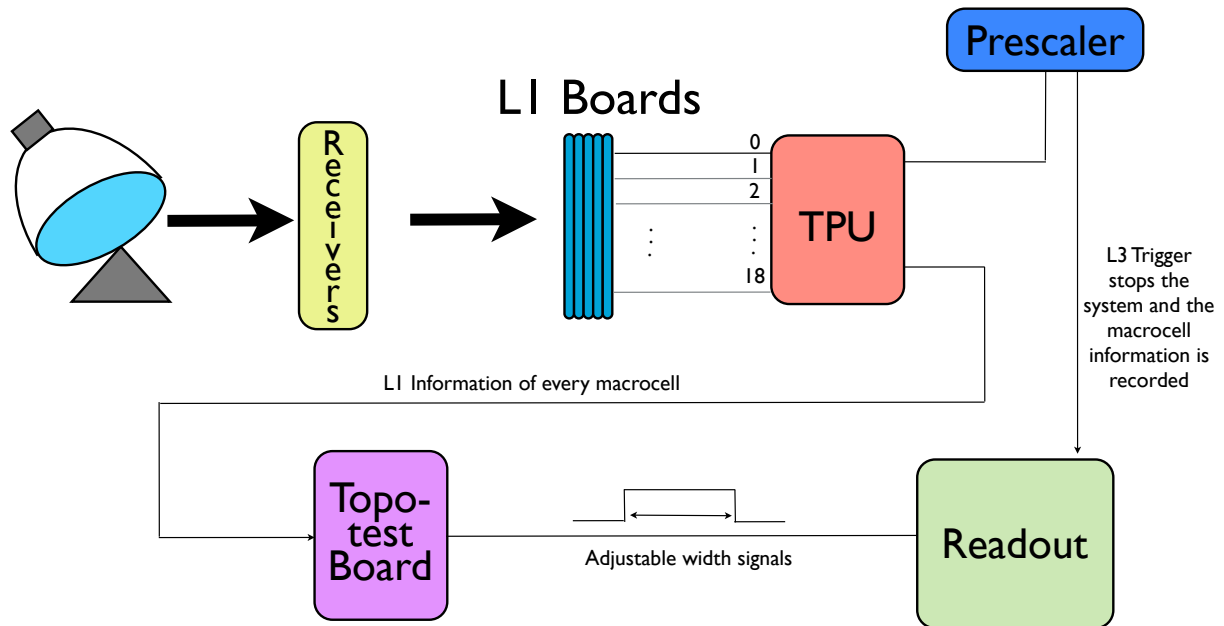 Prescaler
L1 Boards
Receivers
0
1
2
18
TPU
L3 Trigger
stops the
system and the
macrocell
information is
recorded
L1 Information of every macrocell
Topo-
test
Board
Adjustable width signals
Readout